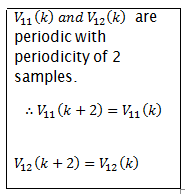 V₁₁(k) and V₁₂(k) are
periodic with
periodicity of 2
samples.
∴ V₁₁(k + 2) = V₁₁(k)
V₁₂(k + 2) = V₁₂(k)